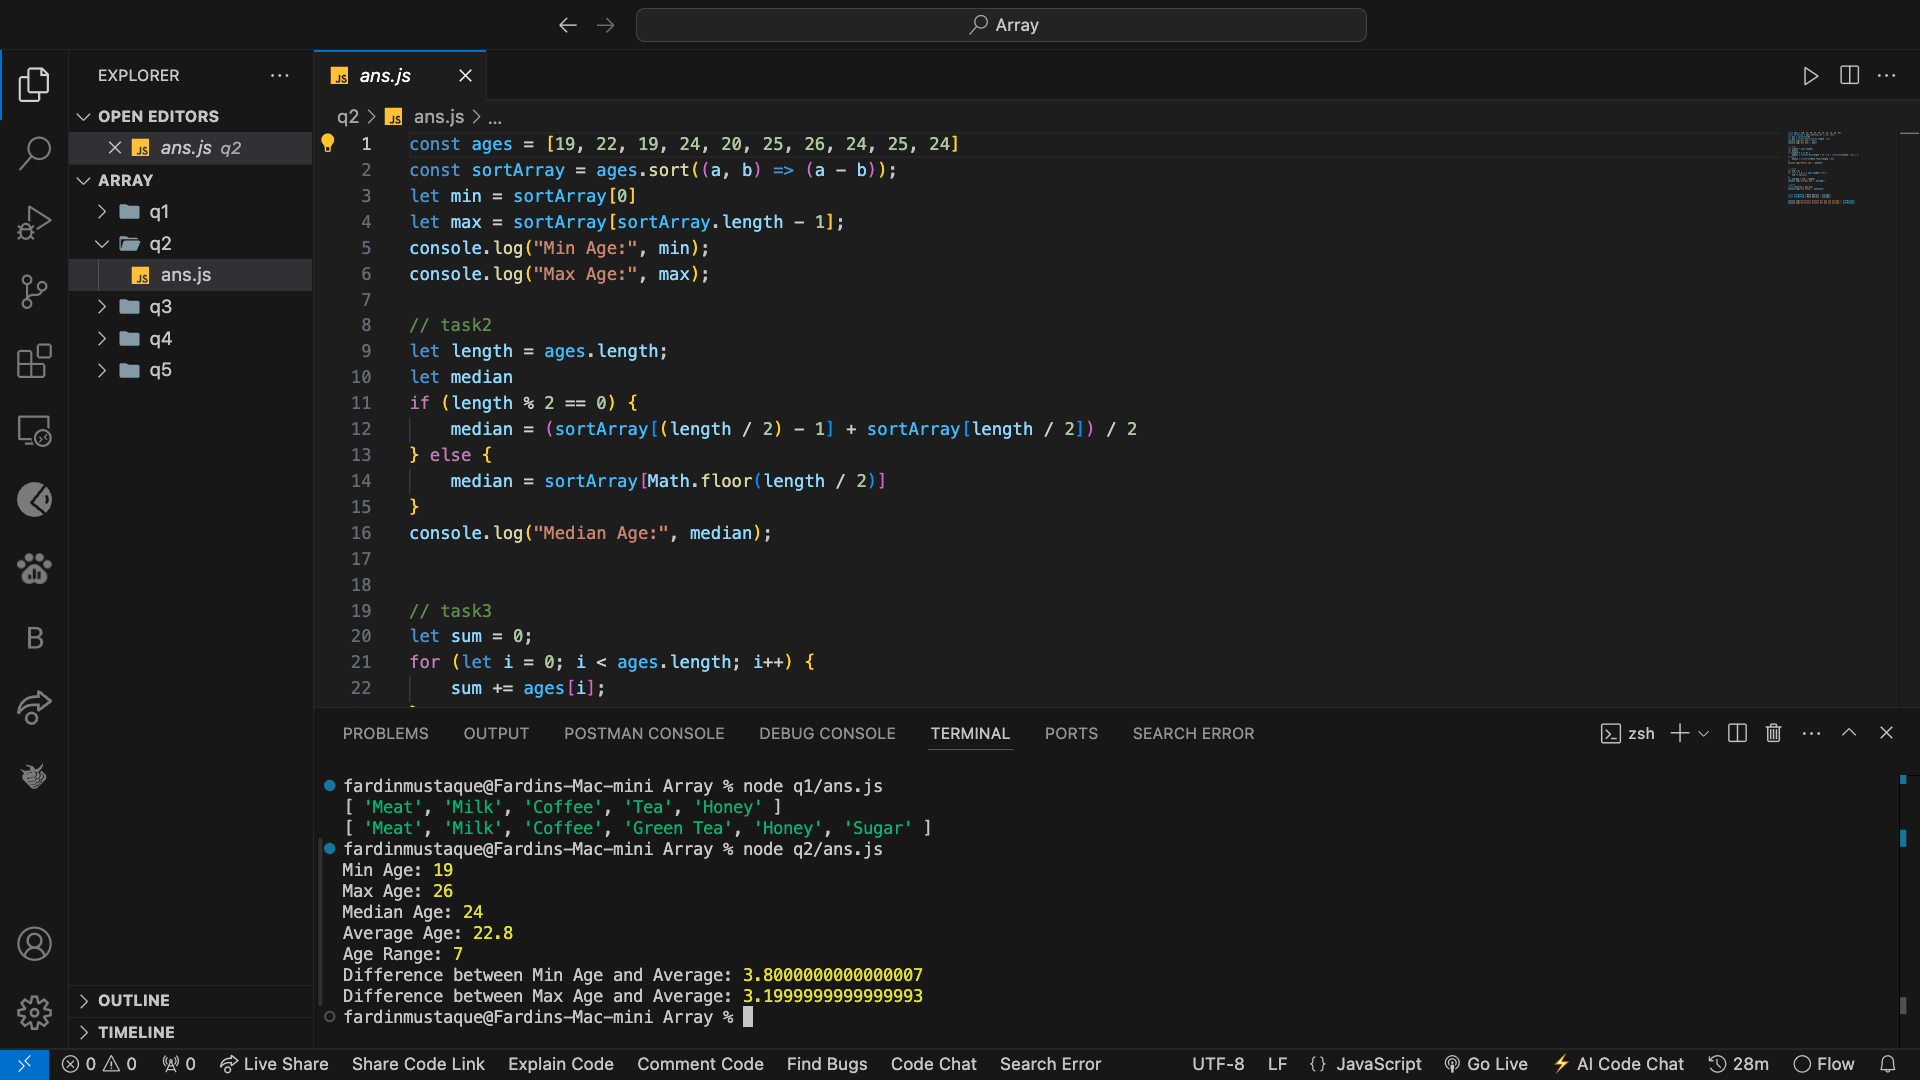 Array
EXPLORER
OPEN EDITORS
ans.js q2
ARRAY
q1
q2
ans.js
q3
q4
q5
OUTLINE
TIMELINE
ans.js
q2 > ans.js > ...
1 const ages = [19, 22, 19, 24, 20, 25, 26, 24, 25, 24]
2 const sortArray = ages.sort((a, b) => (a - b));
3 let min = sortArray[0]
4 let max = sortArray[sortArray.length - 1];
5 console.log("Min Age:", min);
6 console.log("Max Age:", max);
7
8 // task2
9 let length = ages.length;
10 let median
11 if (length % 2 == 0) {
12 median = (sortArray[(length / 2) - 1] + sortArray[length / 2]) / 2
13 } else {
14 median = sortArray[Math.floor(length / 2)]
15 }
16 console.log("Median Age:", median);
17
18
19 // task3
20 let sum = 0;
21 for (let i = 0; i < ages.length; i++) {
22 sum += ages[i];
PROBLEMS OUTPUT POSTMAN CONSOLE DEBUG CONSOLE TERMINAL PORTS SEARCH ERROR
zsh
fardinmustaque@Fardins-Mac-mini Array % node q1/ans.js
[ 'Meat', 'Milk', 'Coffee', 'Tea', 'Honey' ]
[ 'Meat', 'Milk', 'Coffee', 'Green Tea', 'Honey', 'Sugar' ]
fardinmustaque@Fardins-Mac-mini Array % node q2/ans.js
Min Age: 19
Max Age: 26
Median Age: 24
Average Age: 22.8
Age Range: 7
Difference between Min Age and Average: 3.8000000000000007
Difference between Max Age and Average: 3.1999999999999993
fardinmustaque@Fardins-Mac-mini Array %
0 0 0 Live Share Share Code Link Explain Code Comment Code Find Bugs Code Chat Search Error UTF-8 LF {} JavaScript Go Live AI Code Chat 28m Flow